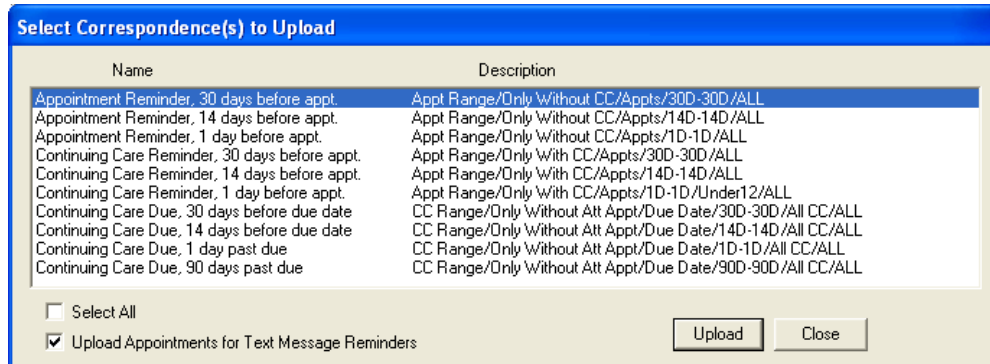 Select Correspondence(s) to Upload
Name Description
Appointment Reminder, 30 days before appt. Appt Range/Only Without CC/Appts/30D-30D/ALL
Appointment Reminder, 14 days before appt. Appt Range/Only Without CC/Appts/14D-14D/ALL
Appointment Reminder, 1 day before appt. Appt Range/Only Without CC/Appts/1D-1D/ALL
Continuing Care Reminder, 30 days before appt. Appt Range/Only With CC/Appts/30D-30D/ALL
Continuing Care Reminder, 14 days before appt. Appt Range/Only With CC/Appts/14D-14D/ALL
Continuing Care Reminder, 1 day before appt. Appt Range/Only With CC/Appts/1D-1D/Under12/ALL
Continuing Care Due, 30 days before due date CC Range/Only Without Att Appt/Due Date/30D-30D/All CC/ALL
Continuing Care Due, 14 days before due date CC Range/Only Without Att Appt/Due Date/14D-14D/All CC/ALL
Continuing Care Due, 1 day past due CC Range/Only Without Att Appt/Due Date/1D-1D/All CC/ALL
Continuing Care Due, 90 days past due CC Range/Only Without Att Appt/Due Date/90D-90D/All CC/ALL
Select All
Upload Appointments for Text Message Reminders
Upload Close